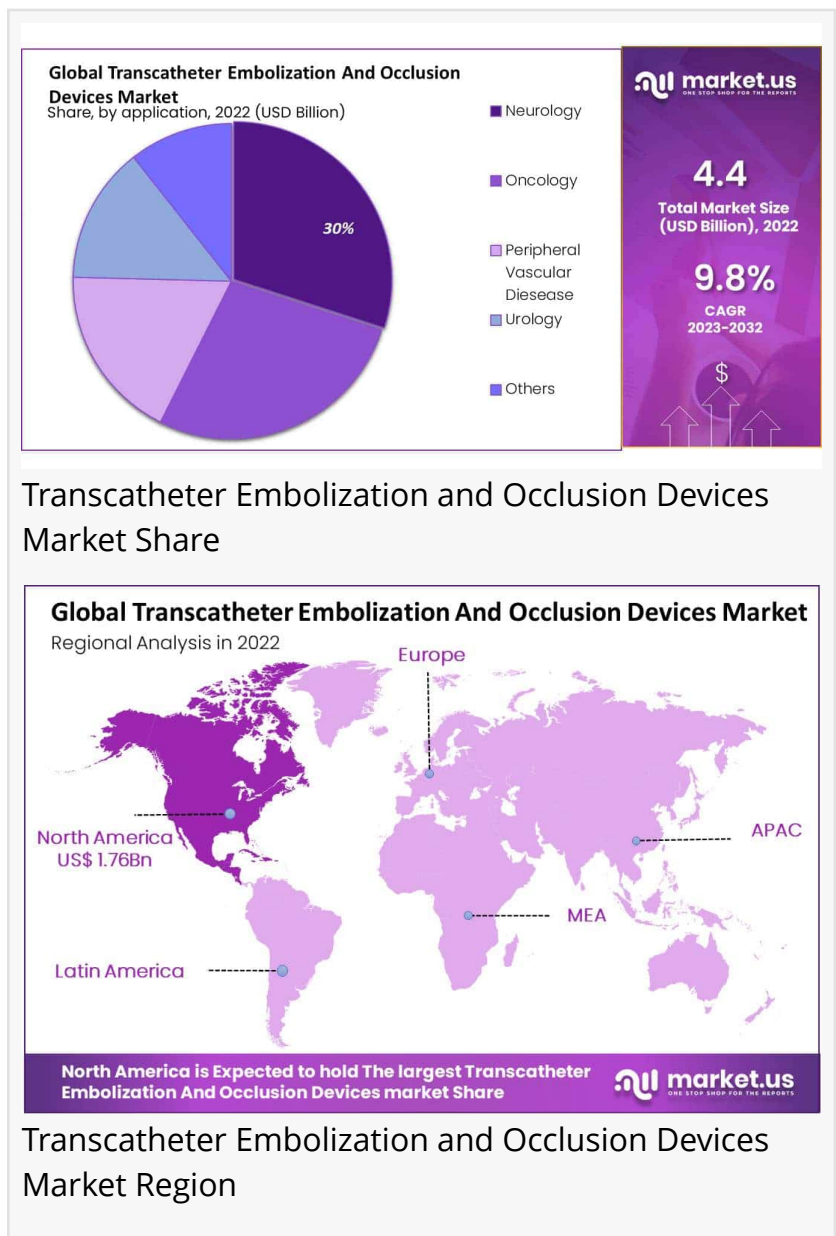 Global Transcatheter Embolization And Occlusion
Devices Market
Share, by application, 2022 (USD Billion)
30%
Neurology
Oncology
Peripheral
Vascular
Diesease
Urology
Others
market.us
ONE STOP SHOP FOR THE REPORTS
4.4
Total Market Size
(USD Billion), 2022
9.8%
CAGR
2023-2032
$
Transcatheter Embolization and Occlusion Devices
Market Share
Global Transcatheter Embolization And Occlusion Devices Market
Regional Analysis in 2022
Europe
North America
US$ 1.76Bn
APAC
MEA
Latin America
North America is Expected to hold The largest Transcatheter
Embolization And Occlusion Devices market Share
market.us
ONE STOP SHOP FOR THE REPORTS
Transcatheter Embolization and Occlusion Devices
Market Region